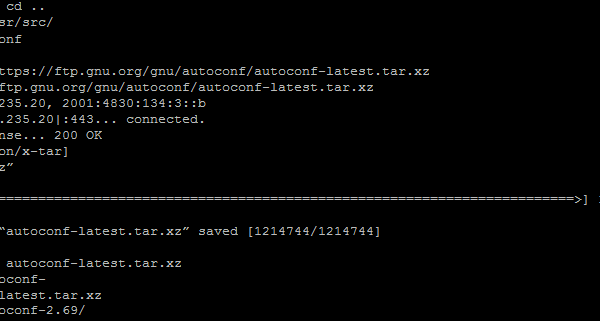 cd ..
sr/src/
onf
ttps://ftp.gnu.org/gnu/autoconf/autoconf-latest.tar.xz
ftp.gnu.org/gnu/autoconf/autoconf-latest.tar.xz
235.20, 2001:4830:134:3::b
.235.20|:443... connected.
nse... 200 OK
on/x-tar]
z”
=======================================================================>]
“autoconf-latest.tar.xz” saved [1214744/1214744]
autoconf-latest.tar.xz
oconf-
latest.tar.xz
oconf-2.69/